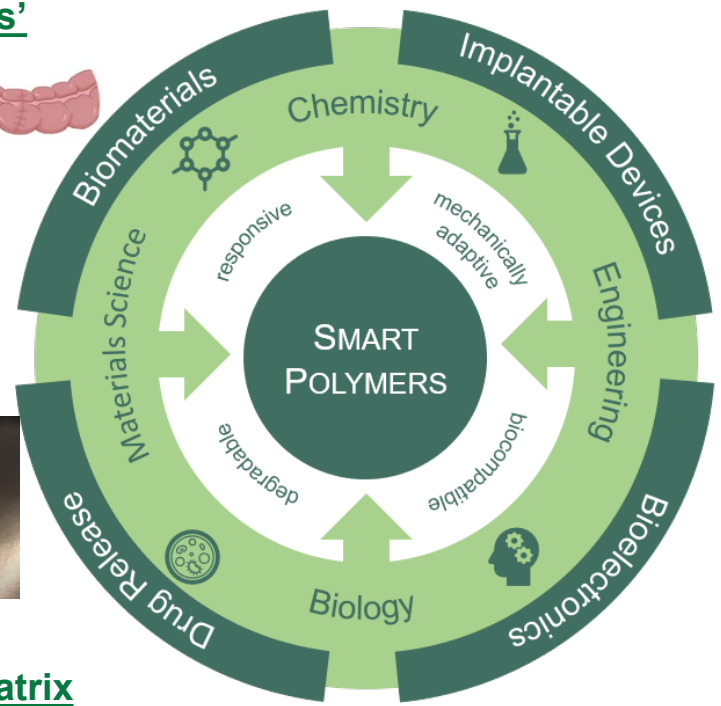 s’
Biomaterials
Implantable Devices
Chemistry
responsive
mechanically
adaptive
Materials Science
Engineering
SMART
POLYMERS
degradable
biocompatible
Drug Release
Biology
Bioelectronics
atrix